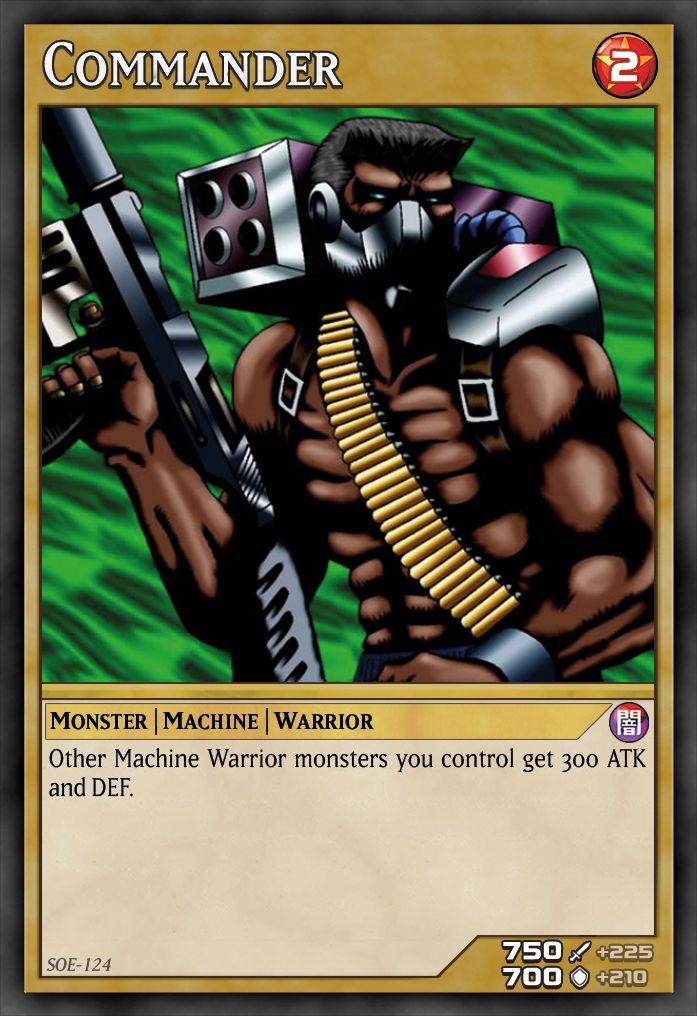 Commander
2
Monster | Machine | Warrior
闇
Other Machine Warrior monsters you control get 300 ATK
and DEF.
750 +225
700 +210
SOE-124